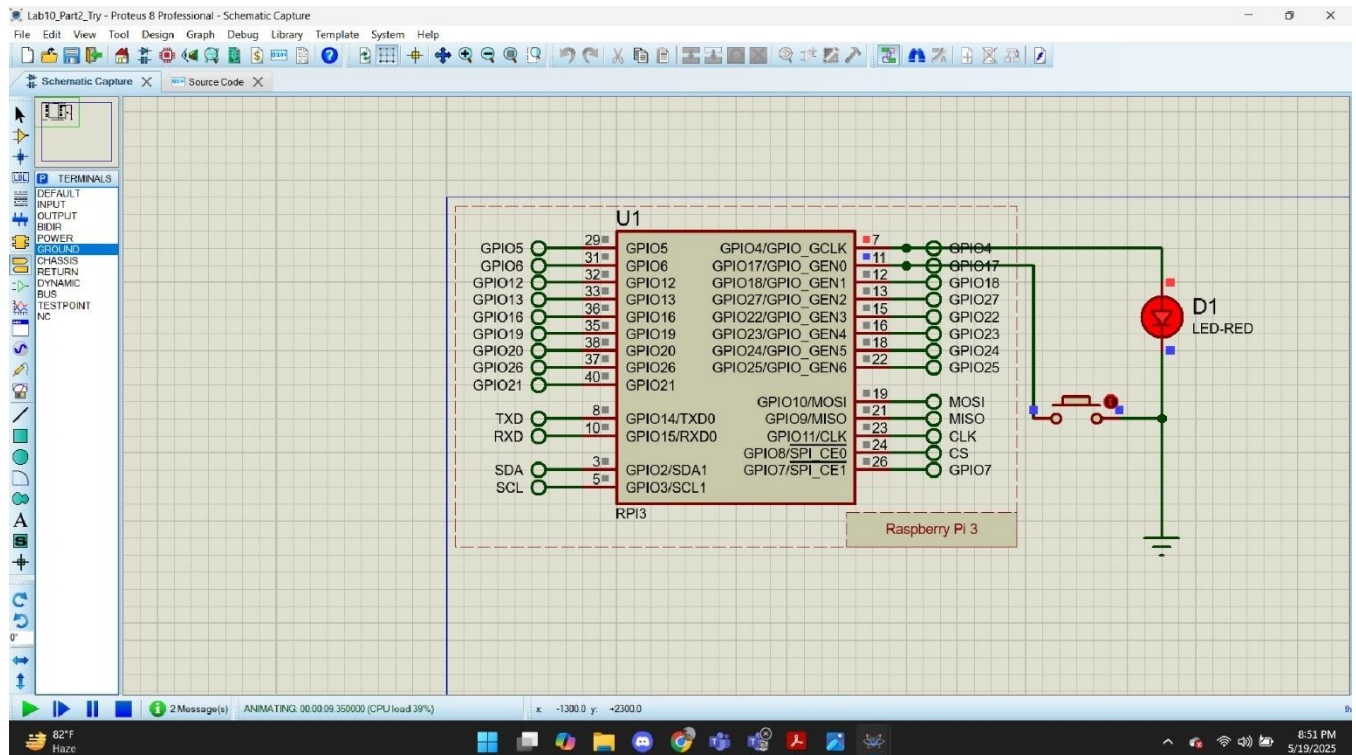 Lab10_Part2_Try - Proteus 8 Professional - Schematic Capture
File Edit View Tool Design Graph Debug Library Template System Help
Schematic Capture
Source Code
LBL
P TERMINALS
DEFAULT
INPUT
OUTPUT
BIDIR
POWER
GROUND
CHASSIS
RETURN
DYNAMIC
BUS
TESTPOINT
NC
A
S
0°
U1
GPIO5 29 GPIO5 GPIO4/GPIO_GCLK 7 GPIO4
GPIO6 31 GPIO6 GPIO17/GPIO_GEN0 11 GPIO17
GPIO12 32 GPIO12 GPIO18/GPIO_GEN1 12 GPIO18
GPIO13 33 GPIO13 GPIO27/GPIO_GEN2 13 GPIO27
GPIO16 36 GPIO16 GPIO22/GPIO_GEN3 15 GPIO22
GPIO19 35 GPIO19 GPIO23/GPIO_GEN4 16 GPIO23
GPIO20 38 GPIO20 GPIO24/GPIO_GEN5 18 GPIO24
GPIO26 37 GPIO26 GPIO25/GPIO_GEN6 22 GPIO25
GPIO21 40 GPIO21
GPIO10/MOSI 19 MOSI
TXD 8 GPIO14/TXD0 GPIO9/MISO 21 MISO
RXD 10 GPIO15/RXD0 GPIO11/CLK 23 CLK
GPIO8/SPI_CE0 24 CS
SDA 3 GPIO2/SDA1 GPIO7/SPI_CE1 26 GPIO7
SCL 5 GPIO3/SCL1
RPI3
Raspberry Pi 3
D1
LED-RED
2 Message(s) ANIMATING: 00:00:09.350000 (CPU load 39%) x: -1300.0 y: +2300.0 th
82°F
Haze
8:51 PM
5/19/2025